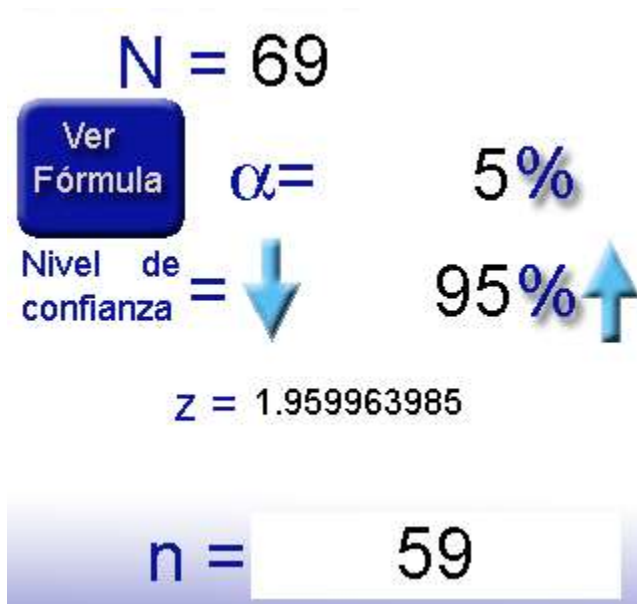 N = 69
Ver
Fórmula
α= 5%
Nivel de
confianza = 95%
z = 1.959963985
n = 59